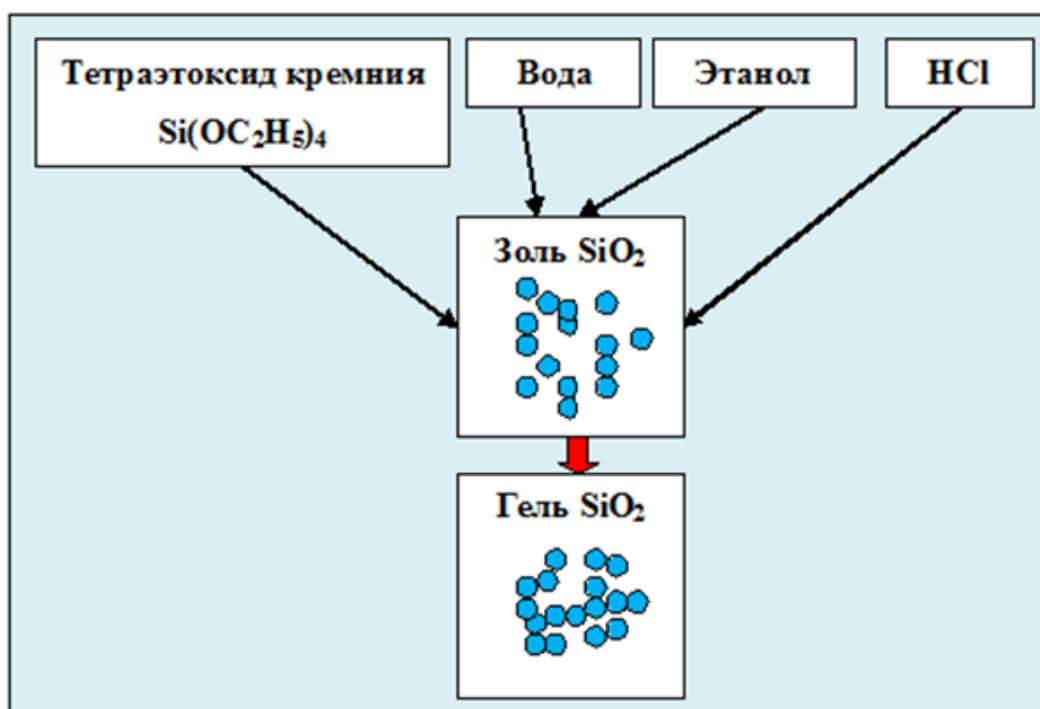 Тетраэтоксид кремния
Si(OC₂H₅)₄
Вода
Этанол
HCl
Золь SiO₂
Гель SiO₂